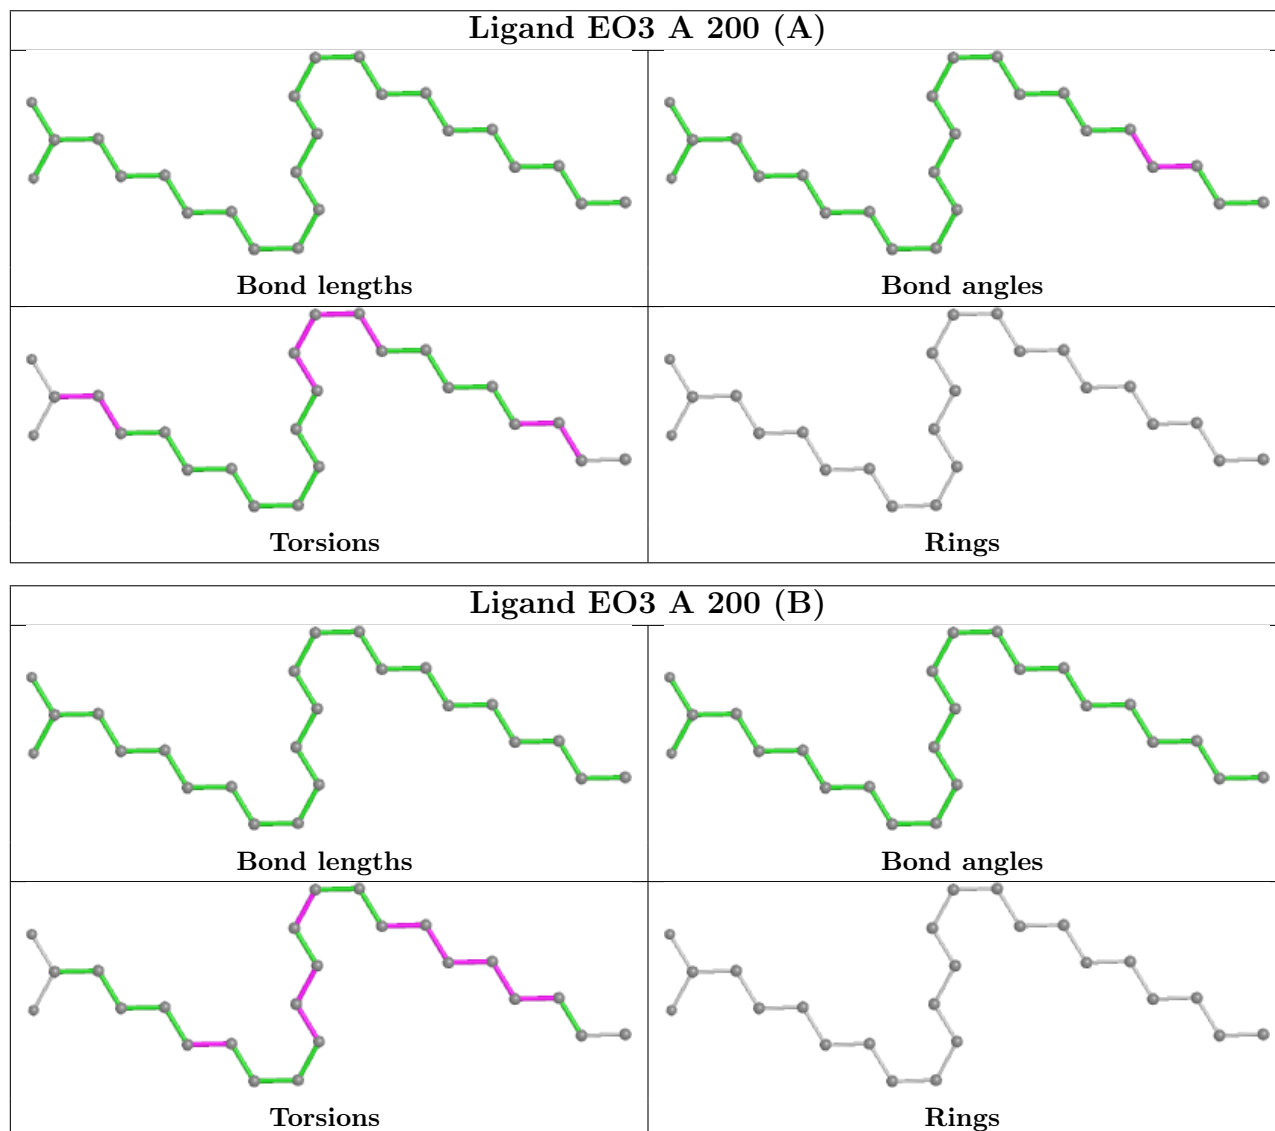 Ligand EO3 A 200 (A)
Bond lengths
Bond angles
Torsions
Rings
Ligand EO3 A 200 (B)
Bond lengths
Bond angles
Torsions
Rings